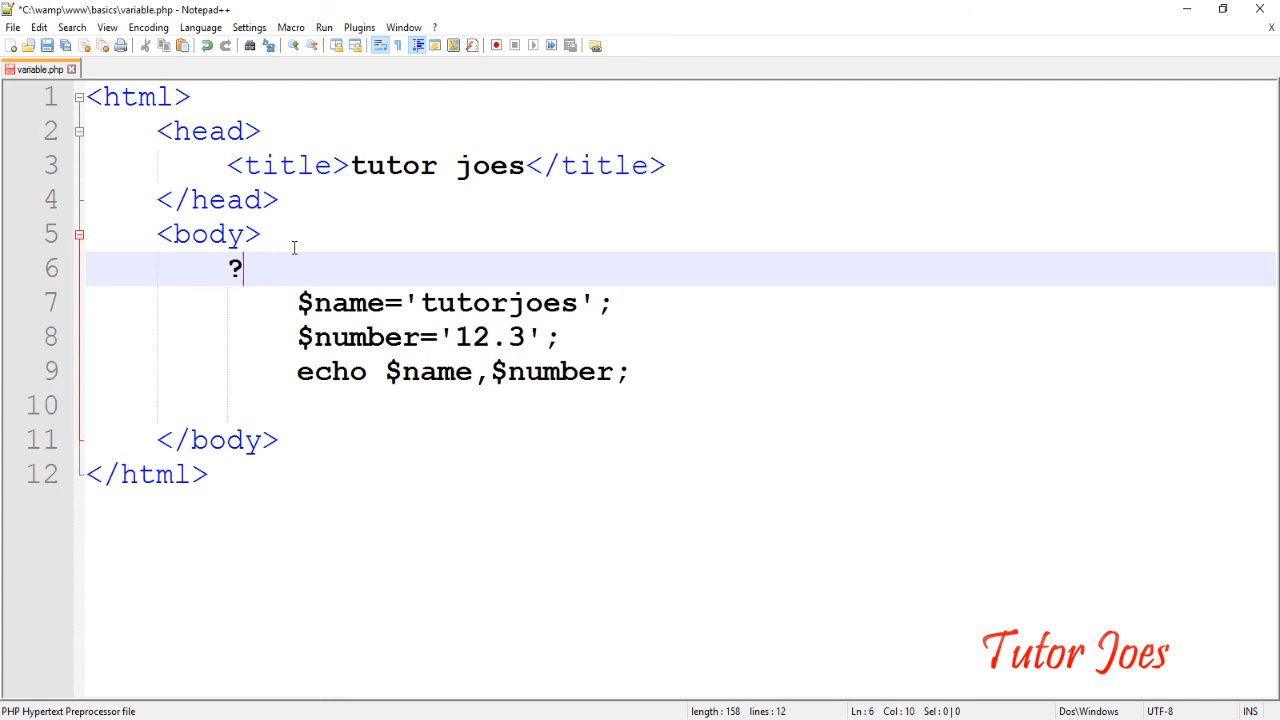 *C:\wamp\www\basics\variable.php - Notepad++
File Edit Search View Encoding Language Settings Macro Run Plugins Window ?
X
variable.php
1 <html>
2 <head>
3 <title>tutor joes</title>
4 </head>
5 <body>
6 ?
7 $name='tutorjoes';
8 $number='12.3';
9 echo $name,$number;
10
11 </body>
12 </html>
Tutor Joes
PHP Hypertext Preprocessor file length : 158 lines : 12 Ln : 6 Col : 10 Sel : 0 | 0 Dos\Windows UTF-8 INS